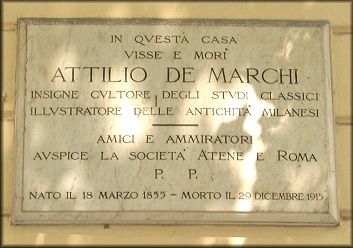 IN QVESTA CASA
VISSE E MORÌ
ATTILIO DE MARCHI
INSIGNE CVLTORE DEGLI STVDI CLASSICI
ILLVSTRATORE DELLE ANTICHITÀ MILANESI
AMICI E AMMIRATORI
AVSPICE LA SOCIETÀ ATENE E ROMA
P. P.
NATO IL 18 MARZO 1855 – MORTO IL 29 DICEMBRE 1915